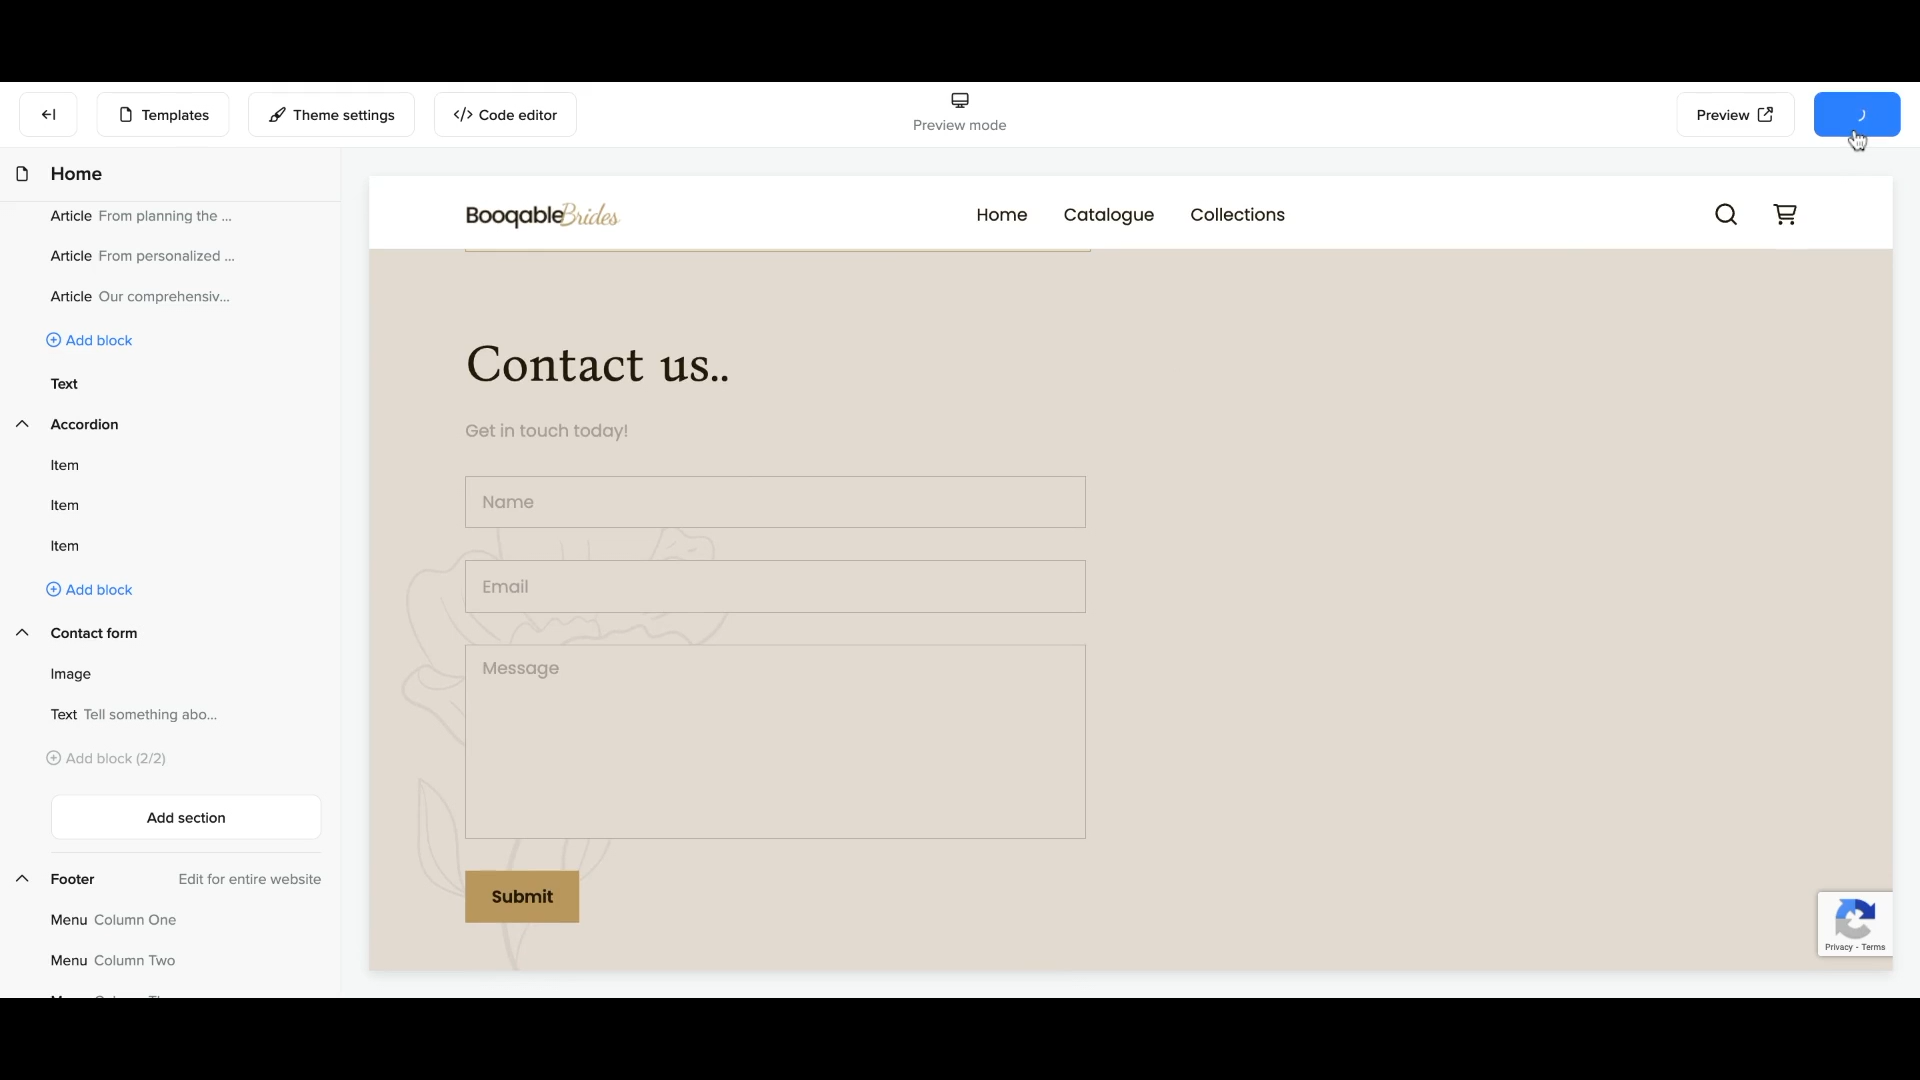 Templates
Theme settings
</> Code editor
Preview mode
Preview
Home
Article From planning the ...
Article From personalized ...
Article Our comprehensiv...
Add block
Text
Accordion
Item
Item
Item
Add block
Contact form
Image
Text Tell something abo...
Add block (2/2)
Add section
Footer Edit for entire website
Menu Column One
Menu Column Two
BooqableBrides
Home Catalogue Collections
Contact us..
Get in touch today!
Name
Email
Message
Submit
Privacy - Terms